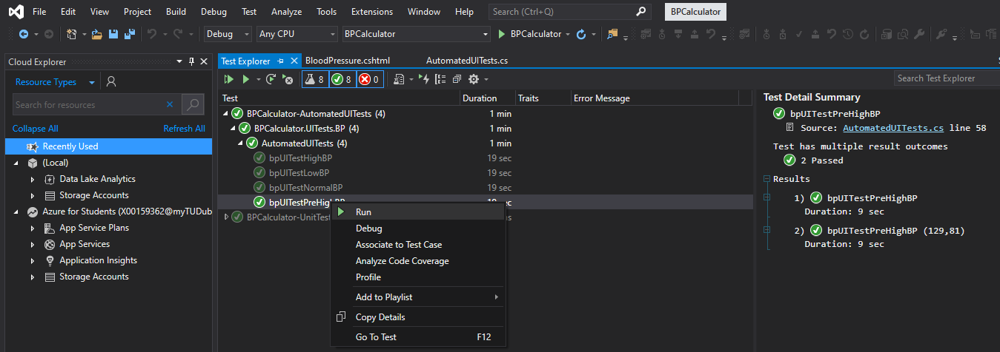 File Edit View Project Build Debug Test Analyze Tools Extensions Window Help Search (Ctrl+Q) BPCalculator
Debug Any CPU BPCalculator BPCalculator
Cloud Explorer
Resource Types
Search for resources
Collapse All Refresh All
Recently Used
(Local)
Data Lake Analytics
Storage Accounts
Azure for Students (X00159362@myTUDub
App Service Plans
App Services
Application Insights
Storage Accounts
Test Explorer BloodPressure.cshtml AutomatedUITests.cs
8 8 0 Search Test Explorer
Test Duration Traits Error Message
BPCalculator-AutomatedUITests (4) 1 min
BPCalculator.UITests.BP (4) 1 min
AutomatedUITests (4) 1 min
bpUITestHighBP 19 sec
bpUITestLowBP 19 sec
bpUITestNormalBP 19 sec
bpUITestPreHighBP 19 sec
BPCalculator-UnitTest
Run
Debug
Associate to Test Case
Analyze Code Coverage
Profile
Add to Playlist
Copy Details
Go To Test F12
Test Detail Summary
bpUITestPreHighBP
Source: AutomatedUITests.cs line 58
Test has multiple result outcomes
2 Passed
Results
1) bpUITestPreHighBP
Duration: 9 sec
2) bpUITestPreHighBP (129,81)
Duration: 9 sec